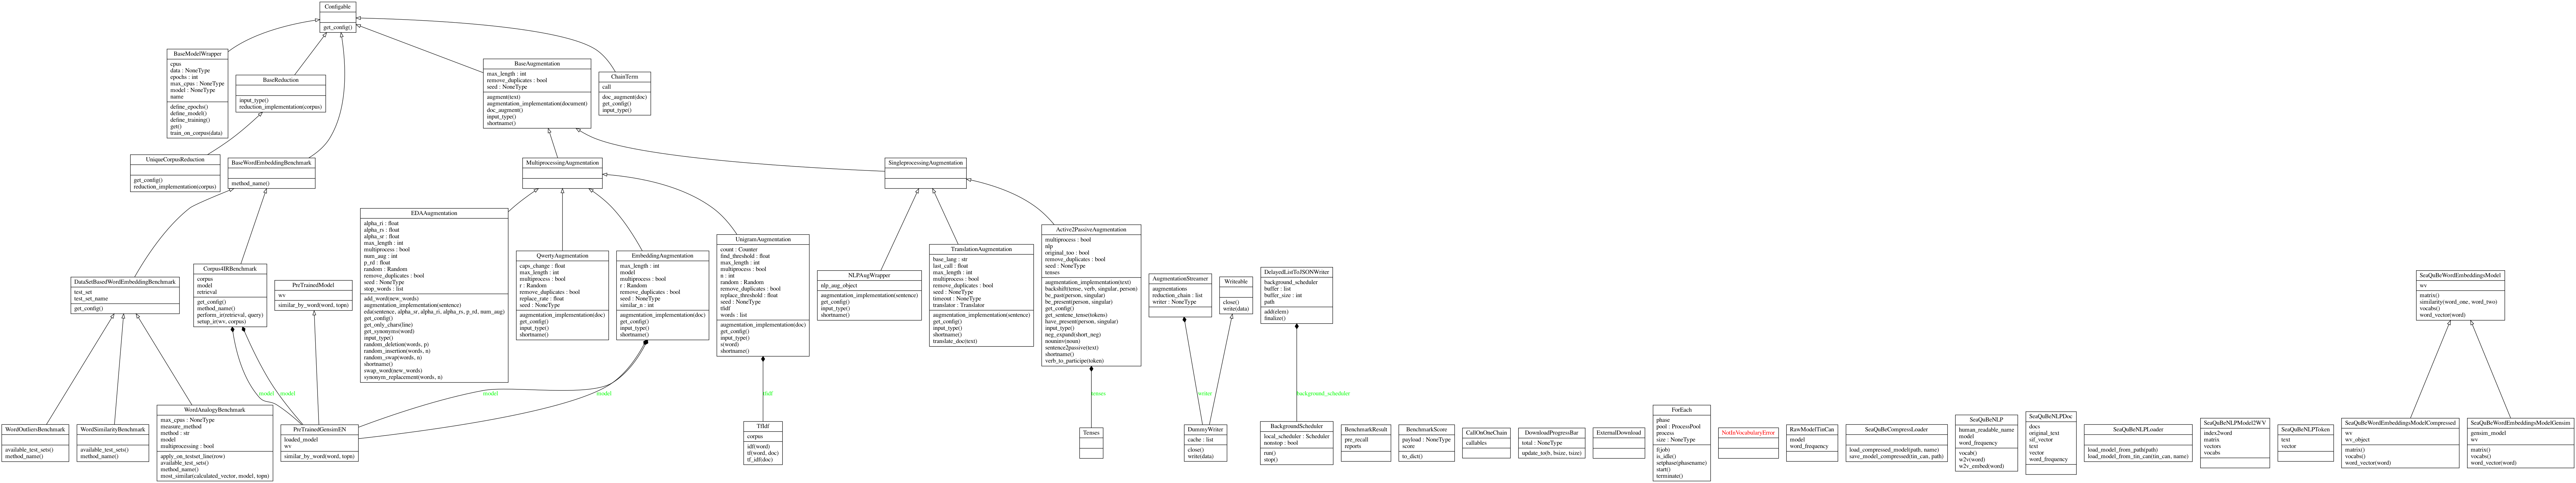 Configable
get_config()
BaseModelWrapper
cpus
data : NoneType
epochs : int
max_cpus : NoneType
model : NoneType
name
define_epochs()
define_model()
define_training()
get()
train_on_corpus(data)
BaseReduction
input_type()
reduction_implementation(corpus)
BaseAugmentation
max_length : int
remove_duplicates : bool
seed : NoneType
augment(text)
augmentation_implementation(document)
doc_augment()
input_type()
shortname()
ChainTerm
call
doc_augment(doc)
get_config()
input_type()
UniqueCorpusReduction
get_config()
reduction_implementation(corpus)
BaseWordEmbeddingBenchmark
method_name()
MultiprocessingAugmentation
SingleprocessingAugmentation
DataSetBasedWordEmbeddingBenchmark
test_set
test_set_name
get_config()
Corpus4IRBenchmark
corpus
model
retrieval
get_config()
method_name()
perform_ir(retrieval, query)
setup_ir(wv, corpus)
PreTrainedModel
wv
similar_by_word(word, topn)
EDAAugmentation
alpha_ri : float
alpha_rs : float
alpha_sr : float
max_length : int
multiprocess : bool
num_aug : int
p_rd : float
random : Random
remove_duplicates : bool
seed : NoneType
stop_words : list
add_word(new_words)
augmentation_implementation(sentence)
eda(sentence, alpha_sr, alpha_ri, alpha_rs, p_rd, num_aug)
get_config()
get_only_chars(line)
get_synonyms(word)
input_type()
random_deletion(words, p)
random_insertion(words, n)
random_swap(words, n)
shortname()
swap_word(new_words)
synonym_replacement(words, n)
QwertyAugmentation
caps_change : float
max_length : int
multiprocess : bool
r : Random
remove_duplicates : bool
replace_rate : float
seed : NoneType
augmentation_implementation(doc)
get_config()
input_type()
shortname()
EmbeddingAugmentation
max_length : int
model
multiprocess : bool
r : Random
remove_duplicates : bool
seed : NoneType
similar_n : int
augmentation_implementation(doc)
get_config()
input_type()
shortname()
UnigramAugmentation
count : Counter
find_threshold : float
max_length : int
multiprocess : bool
n : int
random : Random
remove_duplicates : bool
replace_threshold : float
seed : NoneType
tfidf
words : list
augmentation_implementation(doc)
get_config()
input_type()
s(word)
shortname()
NLPAugWrapper
nlp_aug_object
augmentation_implementation(sentence)
get_config()
input_type()
shortname()
TranslationAugmentation
base_lang : str
last_call : float
max_length : int
multiprocess : bool
remove_duplicates : bool
seed : NoneType
timeout : NoneType
translator : Translator
augmentation_implementation(sentence)
get_config()
input_type()
shortname()
translate_doc(text)
Active2PassiveAugmentation
multiprocess : bool
nlp
original_too : bool
remove_duplicates : bool
seed : NoneType
tenses
augmentation_implementation(text)
backshift(tense, verb, singular, person)
be_past(person, singular)
be_present(person, singular)
get_config()
get_sentene_tense(tokens)
have_present(person, singular)
input_type()
neg_expand(short_neg)
nouninv(noun)
sentence2passive(text)
shortname()
verb_to_participe(token)
AugmentationStreamer
augmentations
reduction_chain : list
writer : NoneType
Writeable
close()
write(data)
DelayedListToJSONWriter
background_scheduler
buffer : list
buffer_size : int
path
add(elem)
finalize()
SeaQuBeWordEmbeddingsModel
wv
matrix()
similarity(word_one, word_two)
vocabs()
word_vector(word)
model
model
model
model
tfidf
tenses
writer
background_scheduler
WordOutliersBenchmark
available_test_sets()
method_name()
WordSimilarityBenchmark
available_test_sets()
method_name()
WordAnalogyBenchmark
max_cpus : NoneType
measure_method
method : str
model
multiprocessing : bool
apply_on_testset_line(row)
available_test_sets()
method_name()
most_similar(calculated_vector, model, topn)
PreTrainedGensimEN
loaded_model
wv
similar_by_word(word, topn)
TfIdf
corpus
idf(word)
tf(word, doc)
tf_idf(doc)
Tenses
DummyWriter
cache : list
close()
write(data)
BackgroundScheduler
local_scheduler : Scheduler
nonstop : bool
run()
stop()
BenchmarkResult
pre_recall
reports
BenchmarkScore
payload : NoneType
score
to_dict()
CallOnOneChain
callables
DownloadProgressBar
total : NoneType
update_to(b, bsize, tsize)
ExternalDownload
ForEach
phase
pool : ProcessPool
process
size : NoneType
f(job)
is_idle()
setphase(phasename)
start()
terminate()
NotInVocabularyError
RawModelTinCan
model
word_frequency
SeaQuBeCompressLoader
load_compressed_model(path, name)
save_model_compressed(tin_can, path)
SeaQuBeNLP
human_readable_name
model
word_frequency
vocab()
w2v(word)
w2v_embed(word)
SeaQuBeNLPDoc
docs
original_text
sif_vector
text
vector
word_frequency
SeaQuBeNLPLoader
load_model_from_path(path)
load_model_from_tin_can(tin_can, name)
SeaQuBeNLPModel2WV
index2word
matrix
vectors
vocabs
SeaQuBeNLPToken
text
vector
SeaQuBeWordEmbeddingsModelCompressed
wv
wv_object
matrix()
vocabs()
word_vector(word)
SeaQuBeWordEmbeddingsModelGensim
gensim_model
wv
matrix()
vocabs()
word_vector(word)